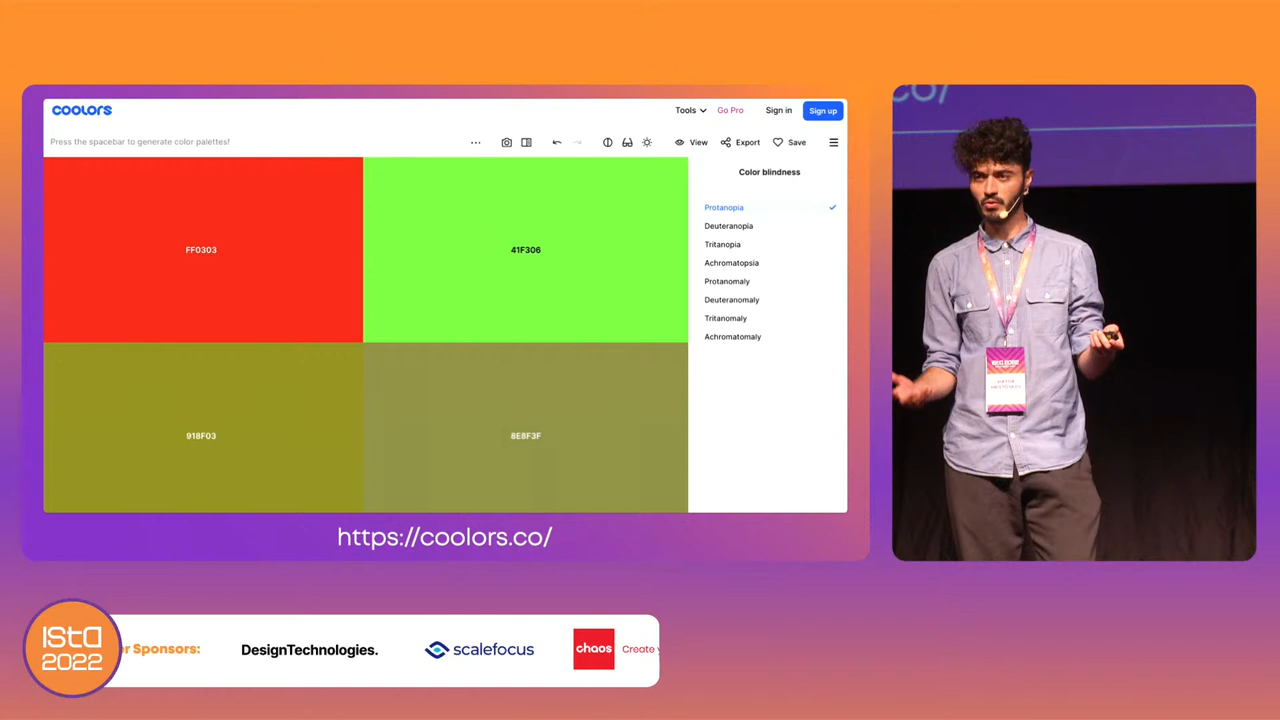 coolors
Tools
Go Pro
Sign in
Sign up
Press the spacebar to generate color palettes!
View
Export
Save
Color blindness
FF0303
41F306
Protanopia
Deuteranopia
Tritanopia
Achromatopsia
Protanomaly
Deuteranomaly
Tritanomaly
Achromatomaly
918F03
8E8F3F
https://coolors.co/
co/
ISTA
2022
r Sponsors:
DesignTechnologies.
scalefocus
chaos
Create